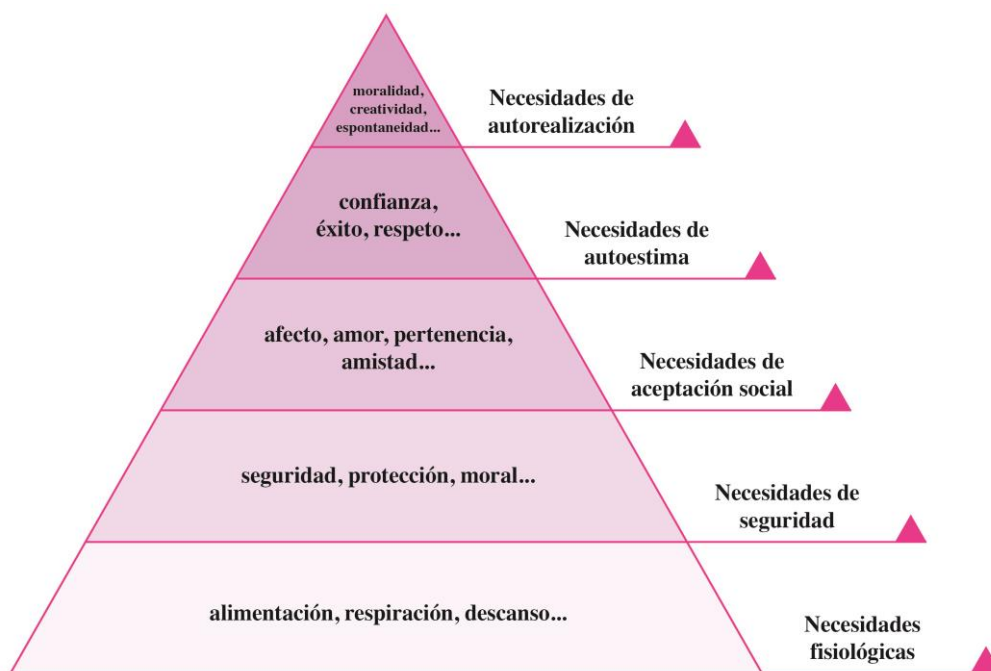 moralidad,
creatividad,
espontaneidad...
Necesidades de
autorealización
confianza,
éxito, respeto...
Necesidades de
autoestima
afecto, amor, pertenencia,
amistad...
Necesidades de
aceptación social
seguridad, protección, moral...
Necesidades de
seguridad
alimentación, respiración, descanso...
Necesidades
fisiológicas